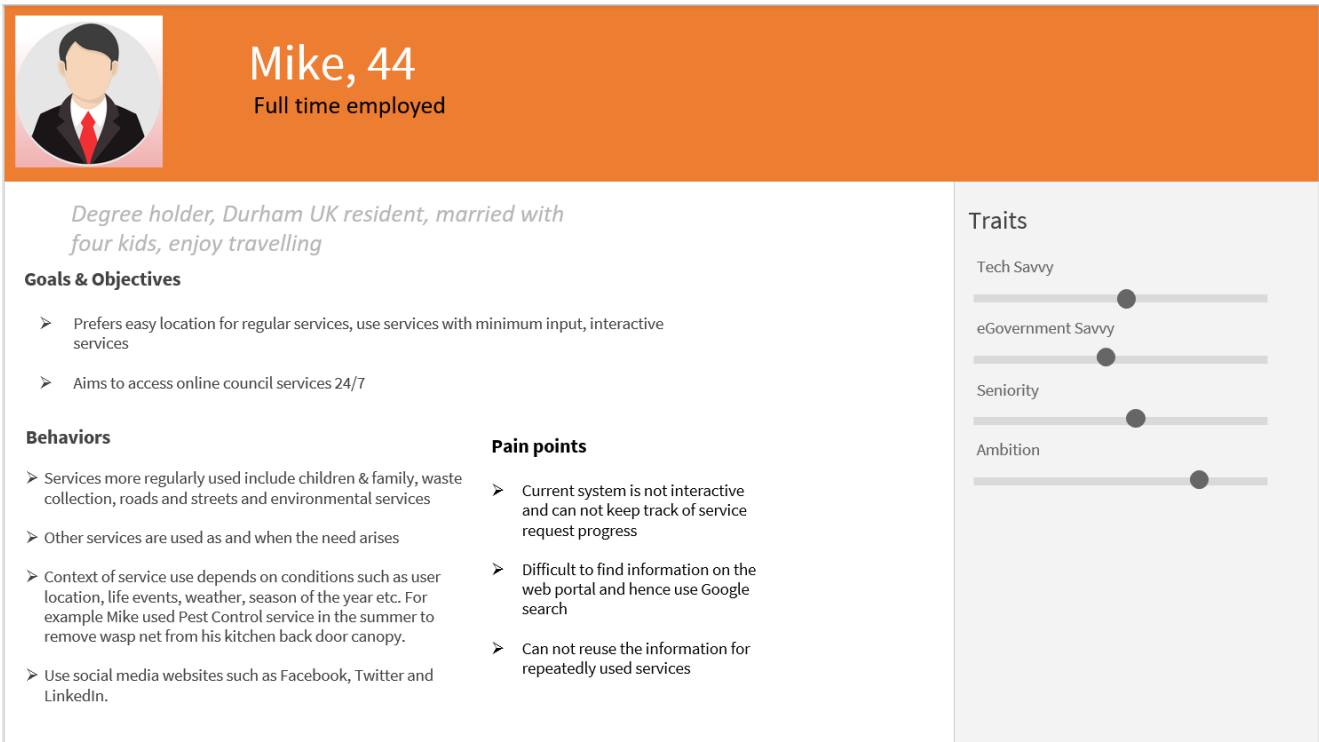 Mike, 44
Full time employed
Degree holder, Durham UK resident, married with
four kids, enjoy travelling
Goals & Objectives
Prefers easy location for regular services, use services with minimum input, interactive
services
Aims to access online council services 24/7
Behaviors
Services more regularly used include children & family, waste
collection, roads and streets and environmental services
Other services are used as and when the need arises
Context of service use depends on conditions such as user
location, life events, weather, season of the year etc. For
example Mike used Pest Control service in the summer to
remove wasp net from his kitchen back door canopy.
Use social media websites such as Facebook, Twitter and
LinkedIn.
Pain points
Current system is not interactive
and can not keep track of service
request progress
Difficult to find information on the
web portal and hence use Google
search
Can not reuse the information for
repeatedly used services
Traits
Tech Savvy
eGovernment Savvy
Seniority
Ambition